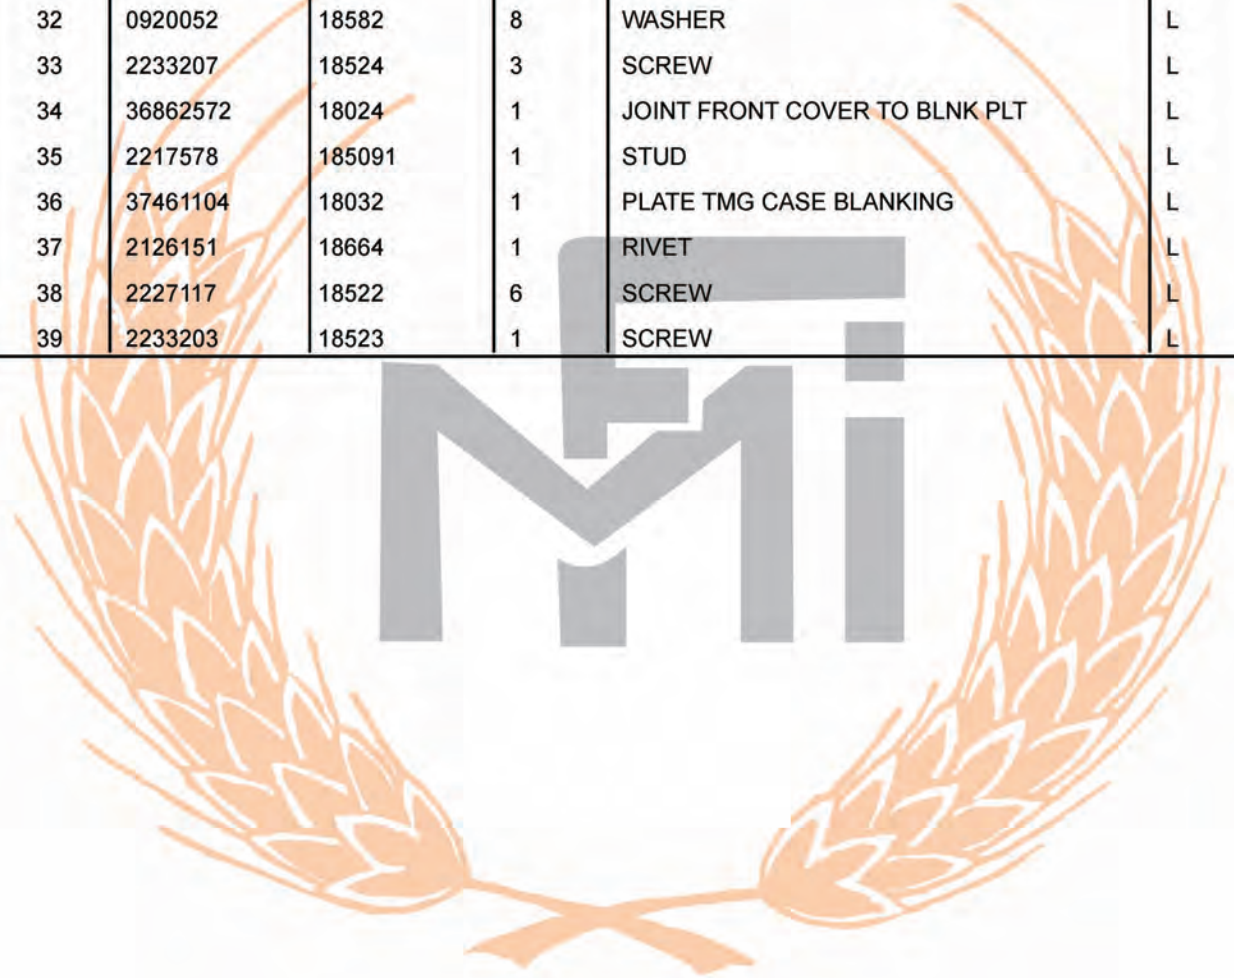 32 0920052 18582 8 WASHER L
33 2233207 18524 3 SCREW L
34 36862572 18024 1 JOINT FRONT COVER TO BLNK PLT L
35 2217578 185091 1 STUD L
36 37461104 18032 1 PLATE TMG CASE BLANKING L
37 2126151 18664 1 RIVET L
38 2227117 18522 6 SCREW L
39 2233203 18523 1 SCREW L